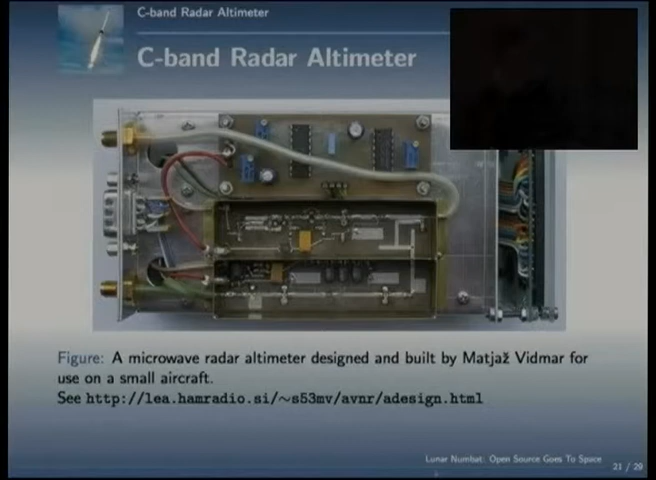 C-band Radar Altimeter
C-band Radar Altimeter
Figure: A microwave radar altimeter designed and built by Matjaž Vidmar for
use on a small aircraft.
See http://lea.hamradio.si/~s53mv/avnr/adesign.html
Lunar Numbat: Open Source Goes To Space
21 / 29